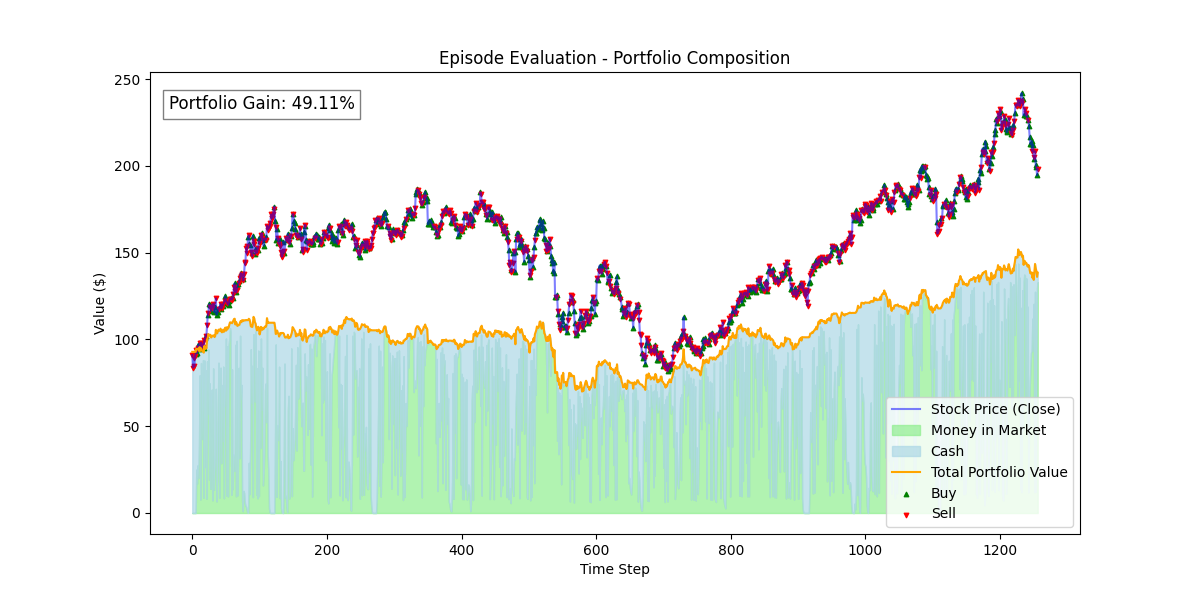 Episode Evaluation - Portfolio Composition
Portfolio Gain: 49.11%
Value ($)
250
200
150
100
50
0
0 200 400 600 800 1000 1200
Time Step
Stock Price (Close)
Money in Market
Cash
Total Portfolio Value
Buy
Sell